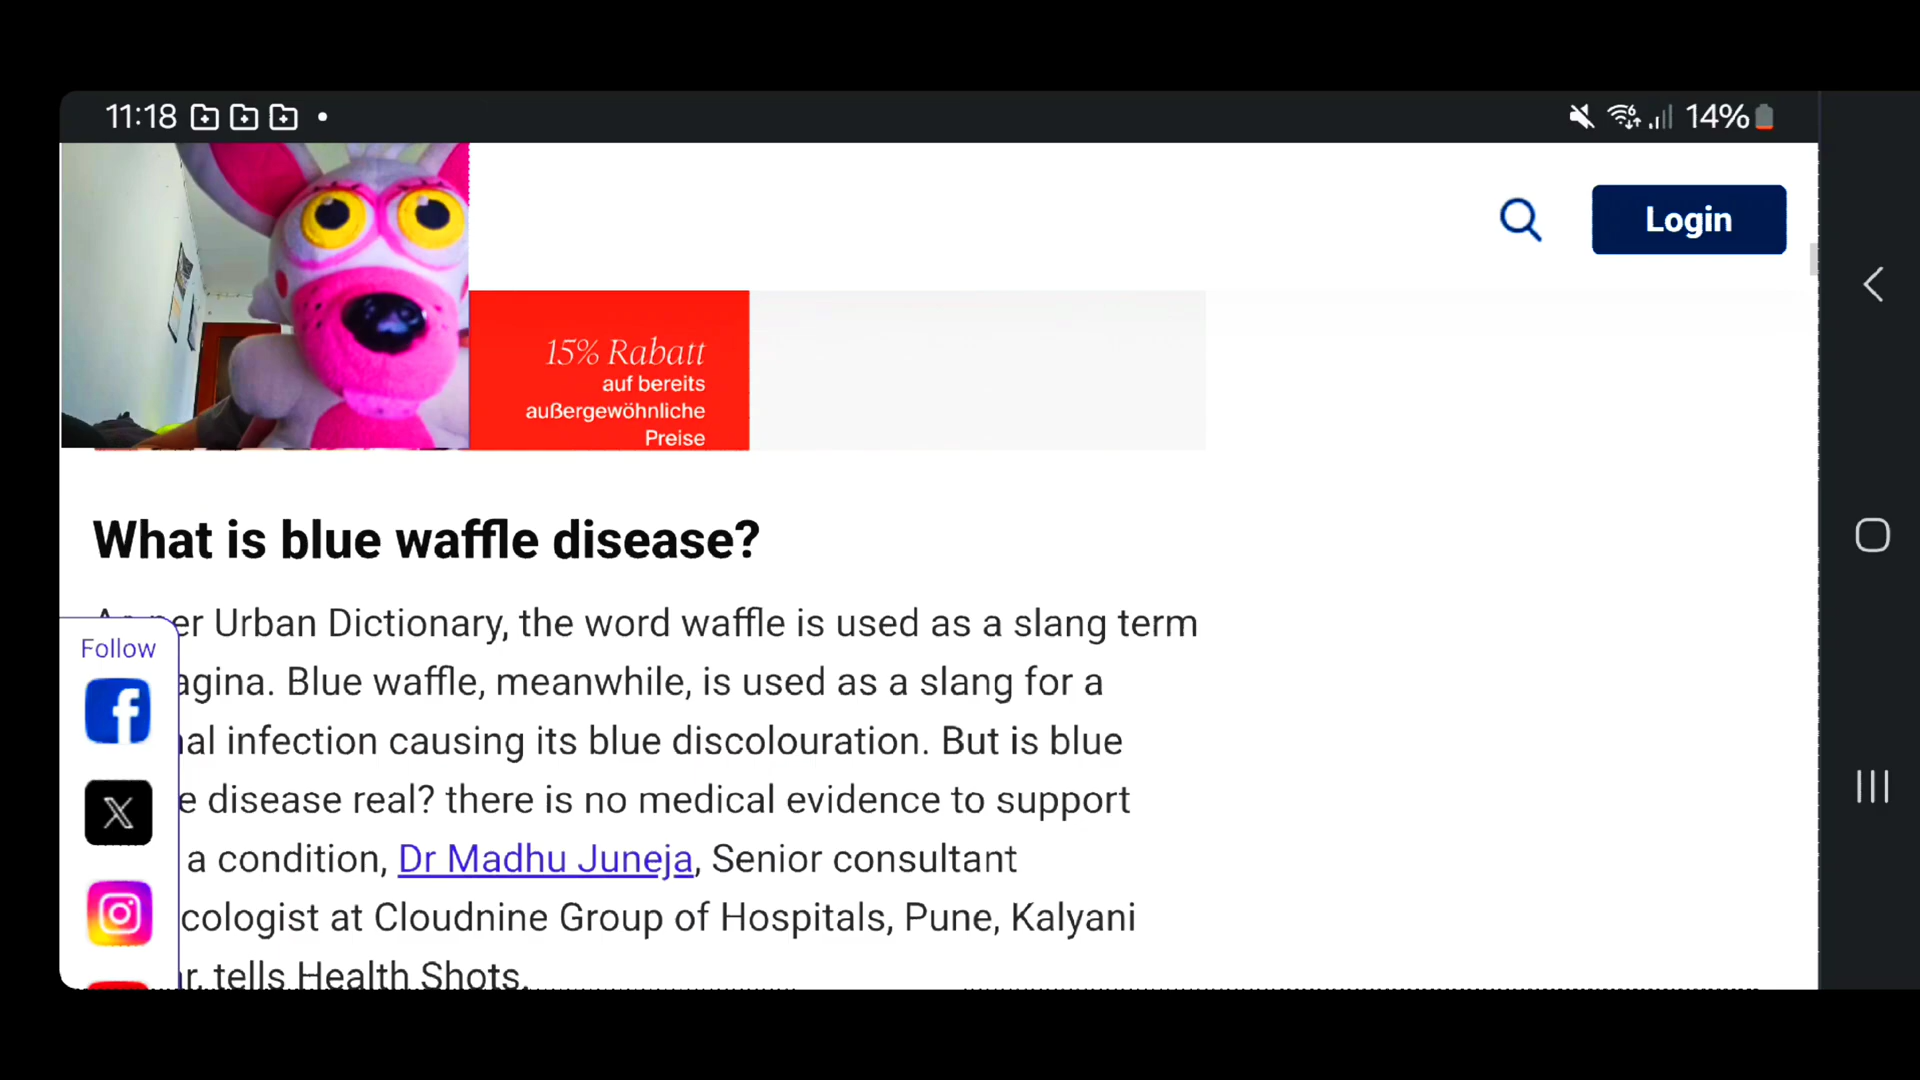 11:18
14%
Login
15% Rabatt
auf bereits
außergewöhnliche
Preise
What is blue waffle disease?
per Urban Dictionary, the word waffle is used as a slang term
agina. Blue waffle, meanwhile, is used as a slang for a
al infection causing its blue discolouration. But is blue
e disease real? there is no medical evidence to support
a condition, Dr Madhu Juneja, Senior consultant
cologist at Cloudnine Group of Hospitals, Pune, Kalyani
r, tells Health Shots.
Follow